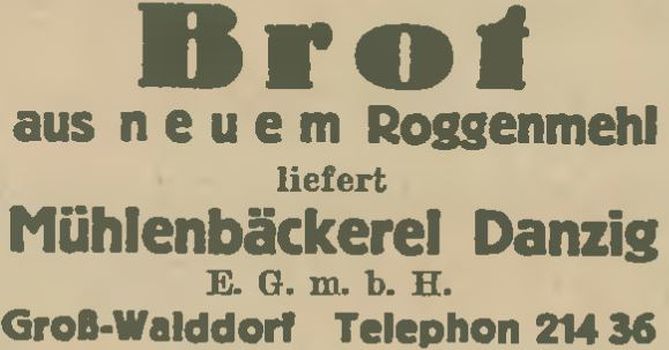 Brot
aus neuem Roggenmehl
liefert
Mühlenbäckerei Danzig
E. G. m. b. H.
Groß-Walddorf Telephon 214 36